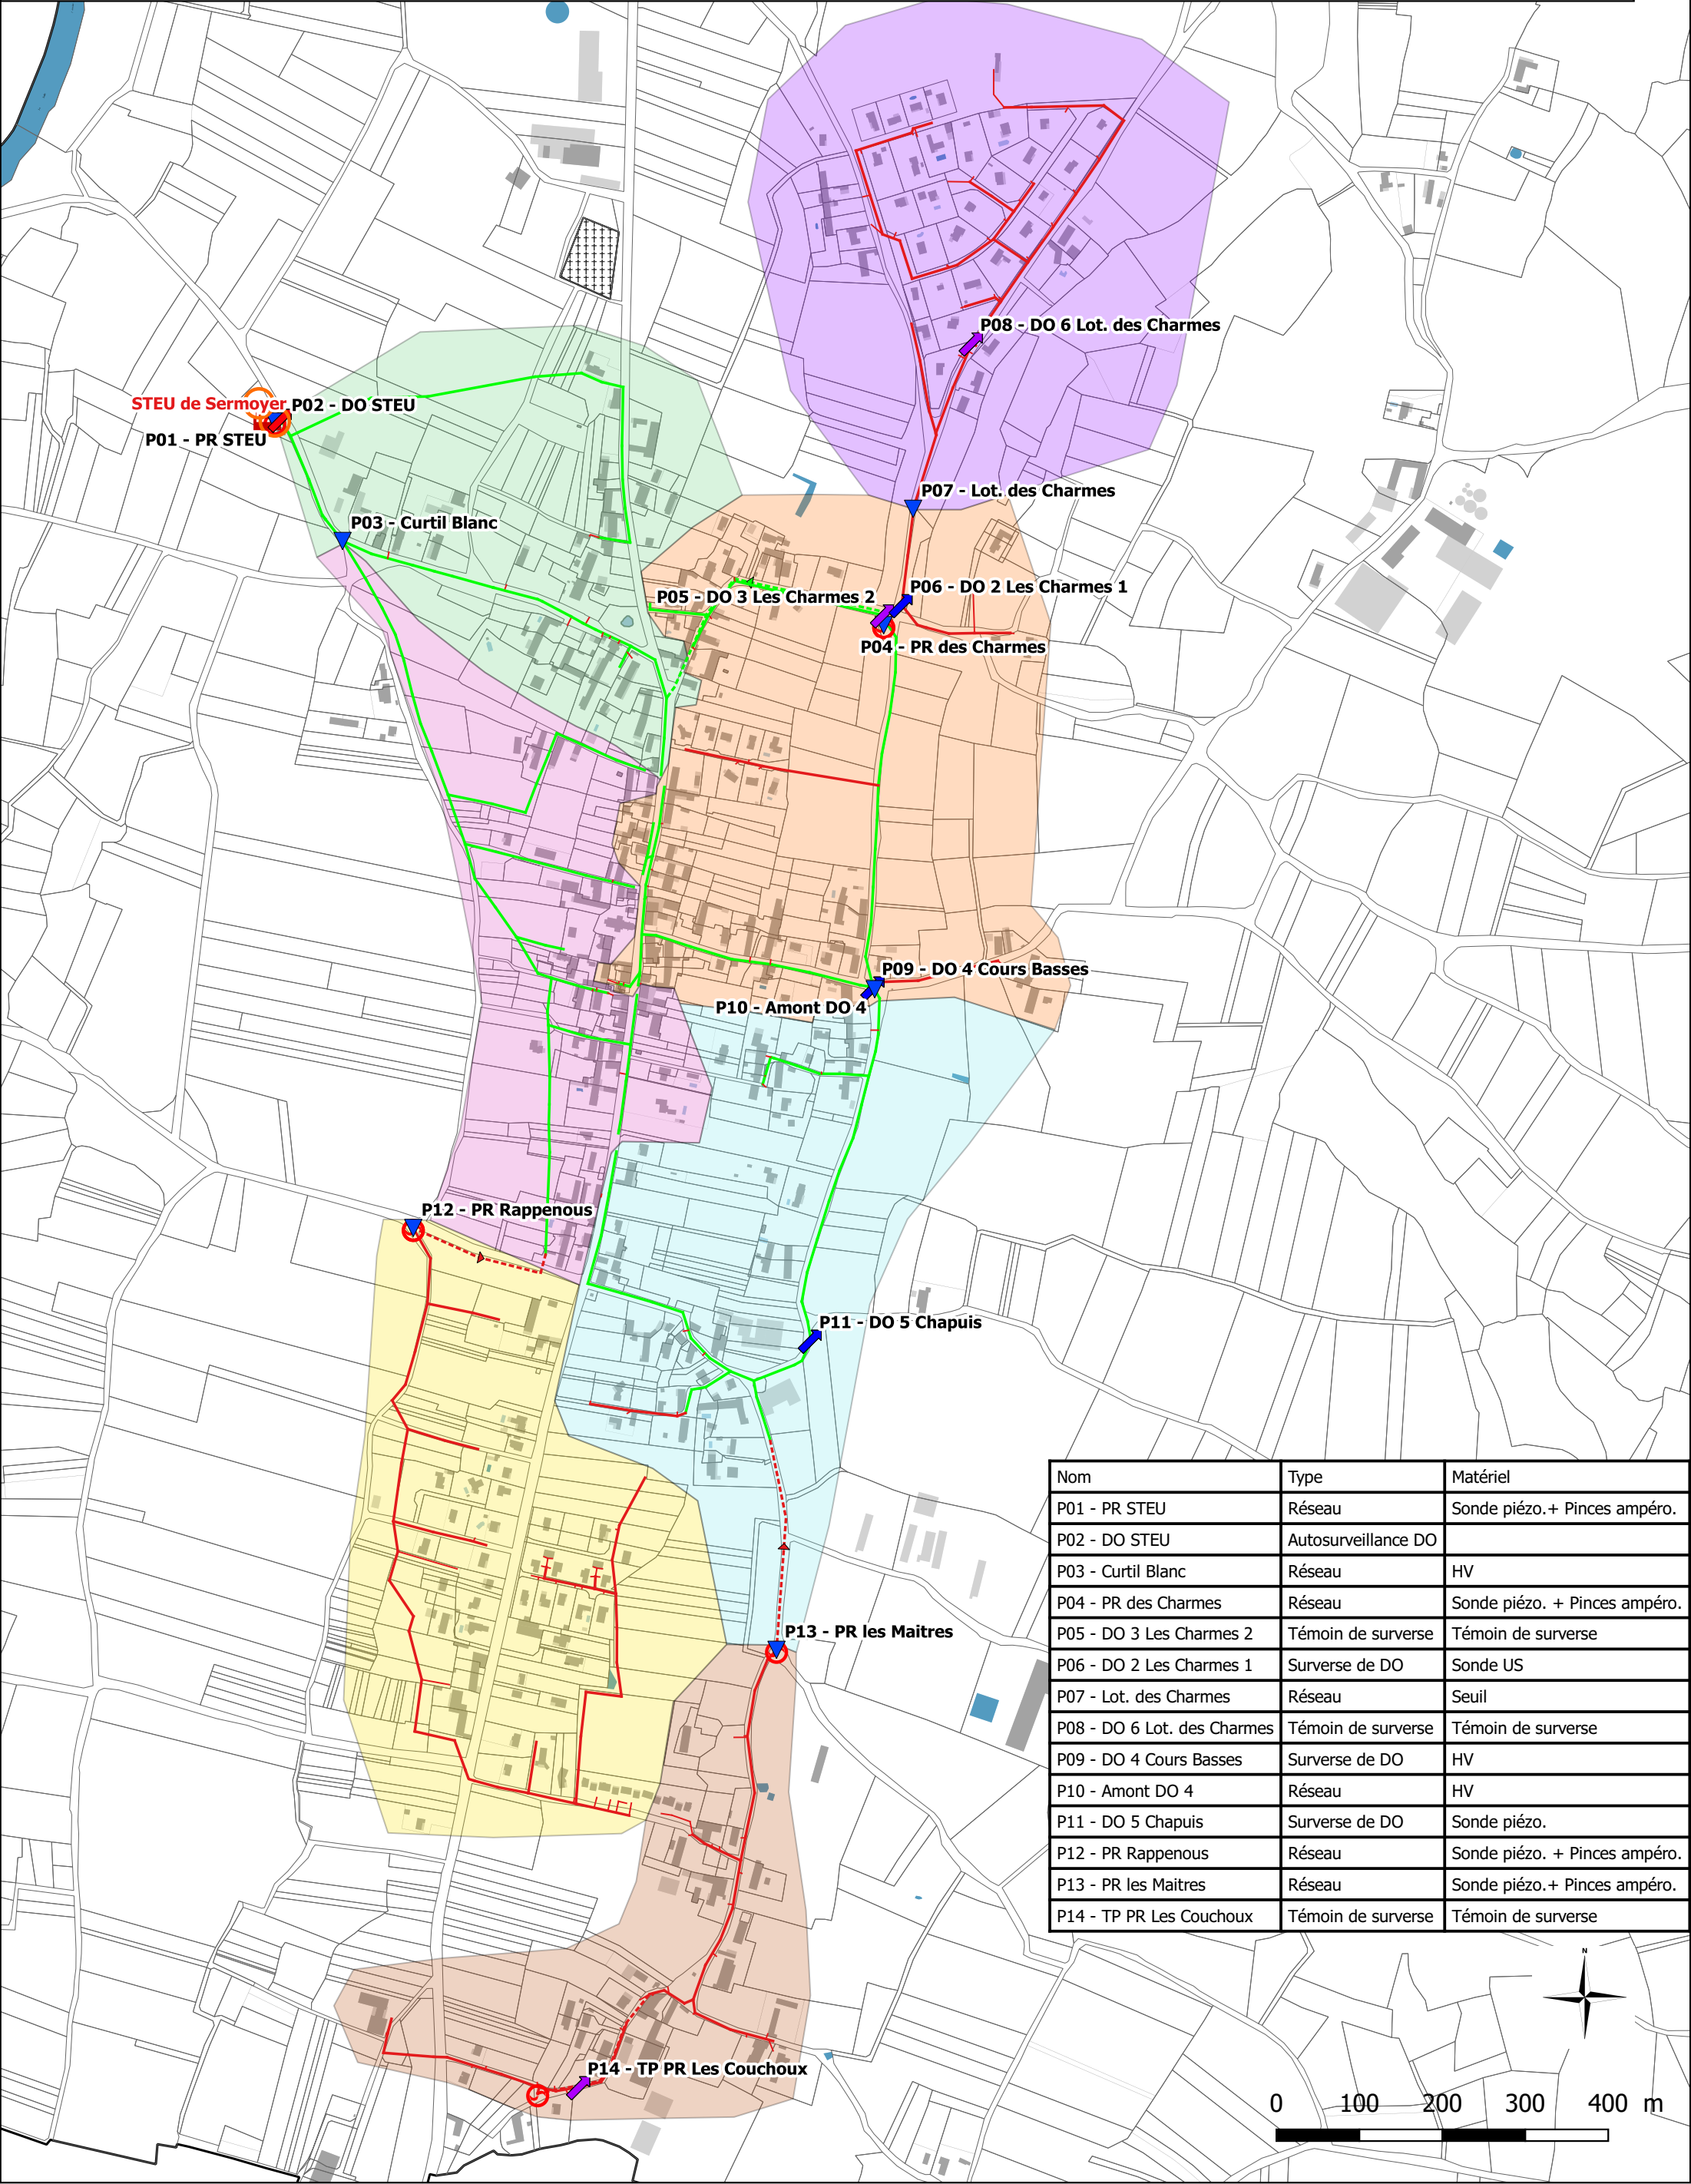 P08 - DO 6 Lot. des Charmes
STEU de Sermoyer
P02 - DO STEU
P01 - PR STEU
P07 - Lot. des Charmes
P03 - Curtil Blanc
P06 - DO 2 Les Charmes 1
P05 - DO 3 Les Charmes 2
P04 - PR des Charmes
P09 - DO 4 Cours Basses
P10 - Amont DO 4
P12 - PR Rappenous
P11 - DO 5 Chapuis
P13 - PR les Maitres
P14 - TP PR Les Couchoux
Nom Type Matériel
P01 - PR STEU Réseau Sonde piézo.+ Pinces ampéro.
P02 - DO STEU Autosurveillance DO
P03 - Curtil Blanc Réseau HV
P04 - PR des Charmes Réseau Sonde piézo. + Pinces ampéro.
P05 - DO 3 Les Charmes 2 Témoin de surverse Témoin de surverse
P06 - DO 2 Les Charmes 1 Surverse de DO Sonde US
P07 - Lot. des Charmes Réseau Seuil
P08 - DO 6 Lot. des Charmes Témoin de surverse Témoin de surverse
P09 - DO 4 Cours Basses Surverse de DO HV
P10 - Amont DO 4 Réseau HV
P11 - DO 5 Chapuis Surverse de DO Sonde piézo.
P12 - PR Rappenous Réseau Sonde piézo. + Pinces ampéro.
P13 - PR les Maitres Réseau Sonde piézo.+ Pinces ampéro.
P14 - TP PR Les Couchoux Témoin de surverse Témoin de surverse
N
0 100 200 300 400 m